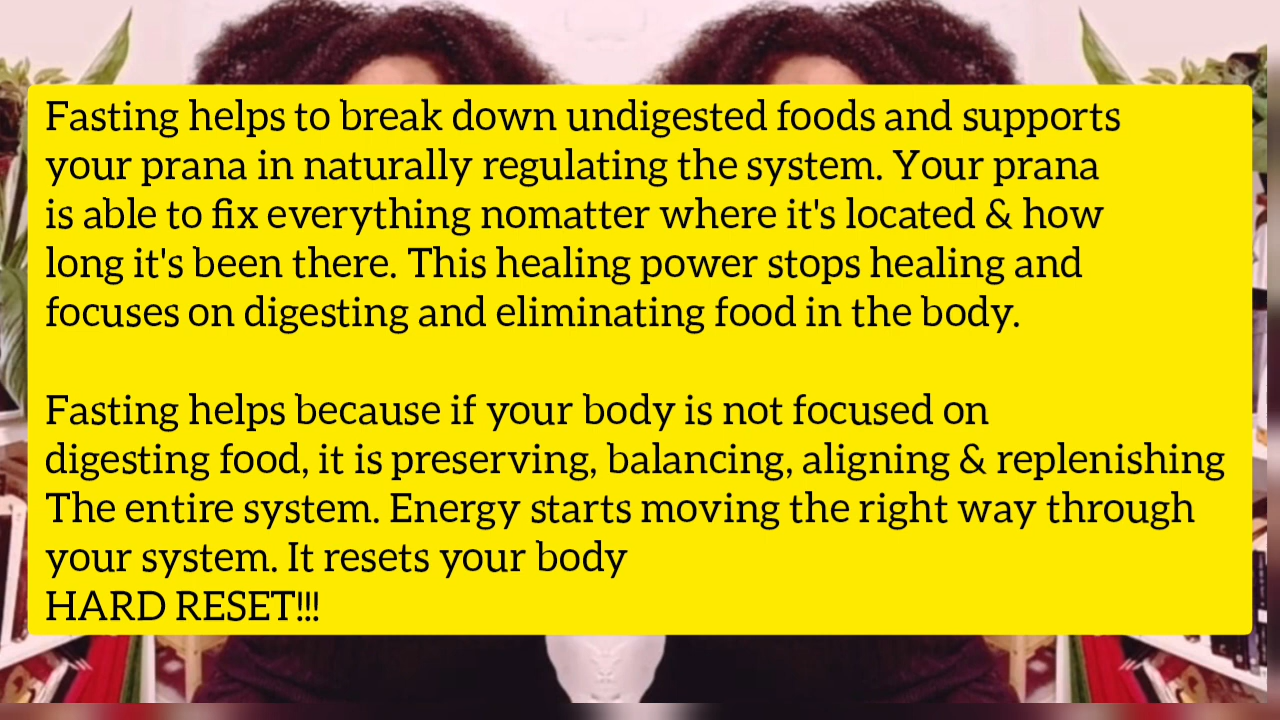 Fasting helps to break down undigested foods and supports
your prana in naturally regulating the system. Your prana
is able to fix everything nomatter where it's located & how
long it's been there. This healing power stops healing and
focuses on digesting and eliminating food in the body.
Fasting helps because if your body is not focused on
digesting food, it is preserving, balancing, aligning & replenishing
The entire system. Energy starts moving the right way through
your system. It resets your body
HARD RESET!!!